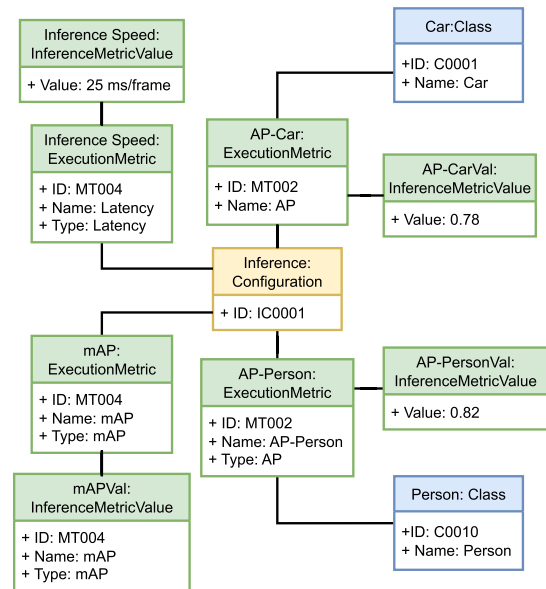 Inference Speed:
InferenceMetricValue
+ Value: 25 ms/frame
Car:Class
+ID: C0001
+ Name: Car
Inference Speed:
ExecutionMetric
+ ID: MT004
+ Name: Latency
+ Type: Latency
AP-Car:
ExecutionMetric
+ ID: MT002
+ Name: AP
AP-CarVal:
InferenceMetricValue
+ Value: 0.78
Inference:
Configuration
+ ID: IC0001
mAP:
ExecutionMetric
+ ID: MT004
+ Name: mAP
+ Type: mAP
AP-Person:
ExecutionMetric
+ ID: MT002
+ Name: AP-Person
+ Type: AP
AP-PersonVal:
InferenceMetricValue
+ Value: 0.82
mAPVal:
InferenceMetricValue
+ ID: MT004
+ Name: mAP
+ Type: mAP
Person: Class
+ID: C0010
+ Name: Person